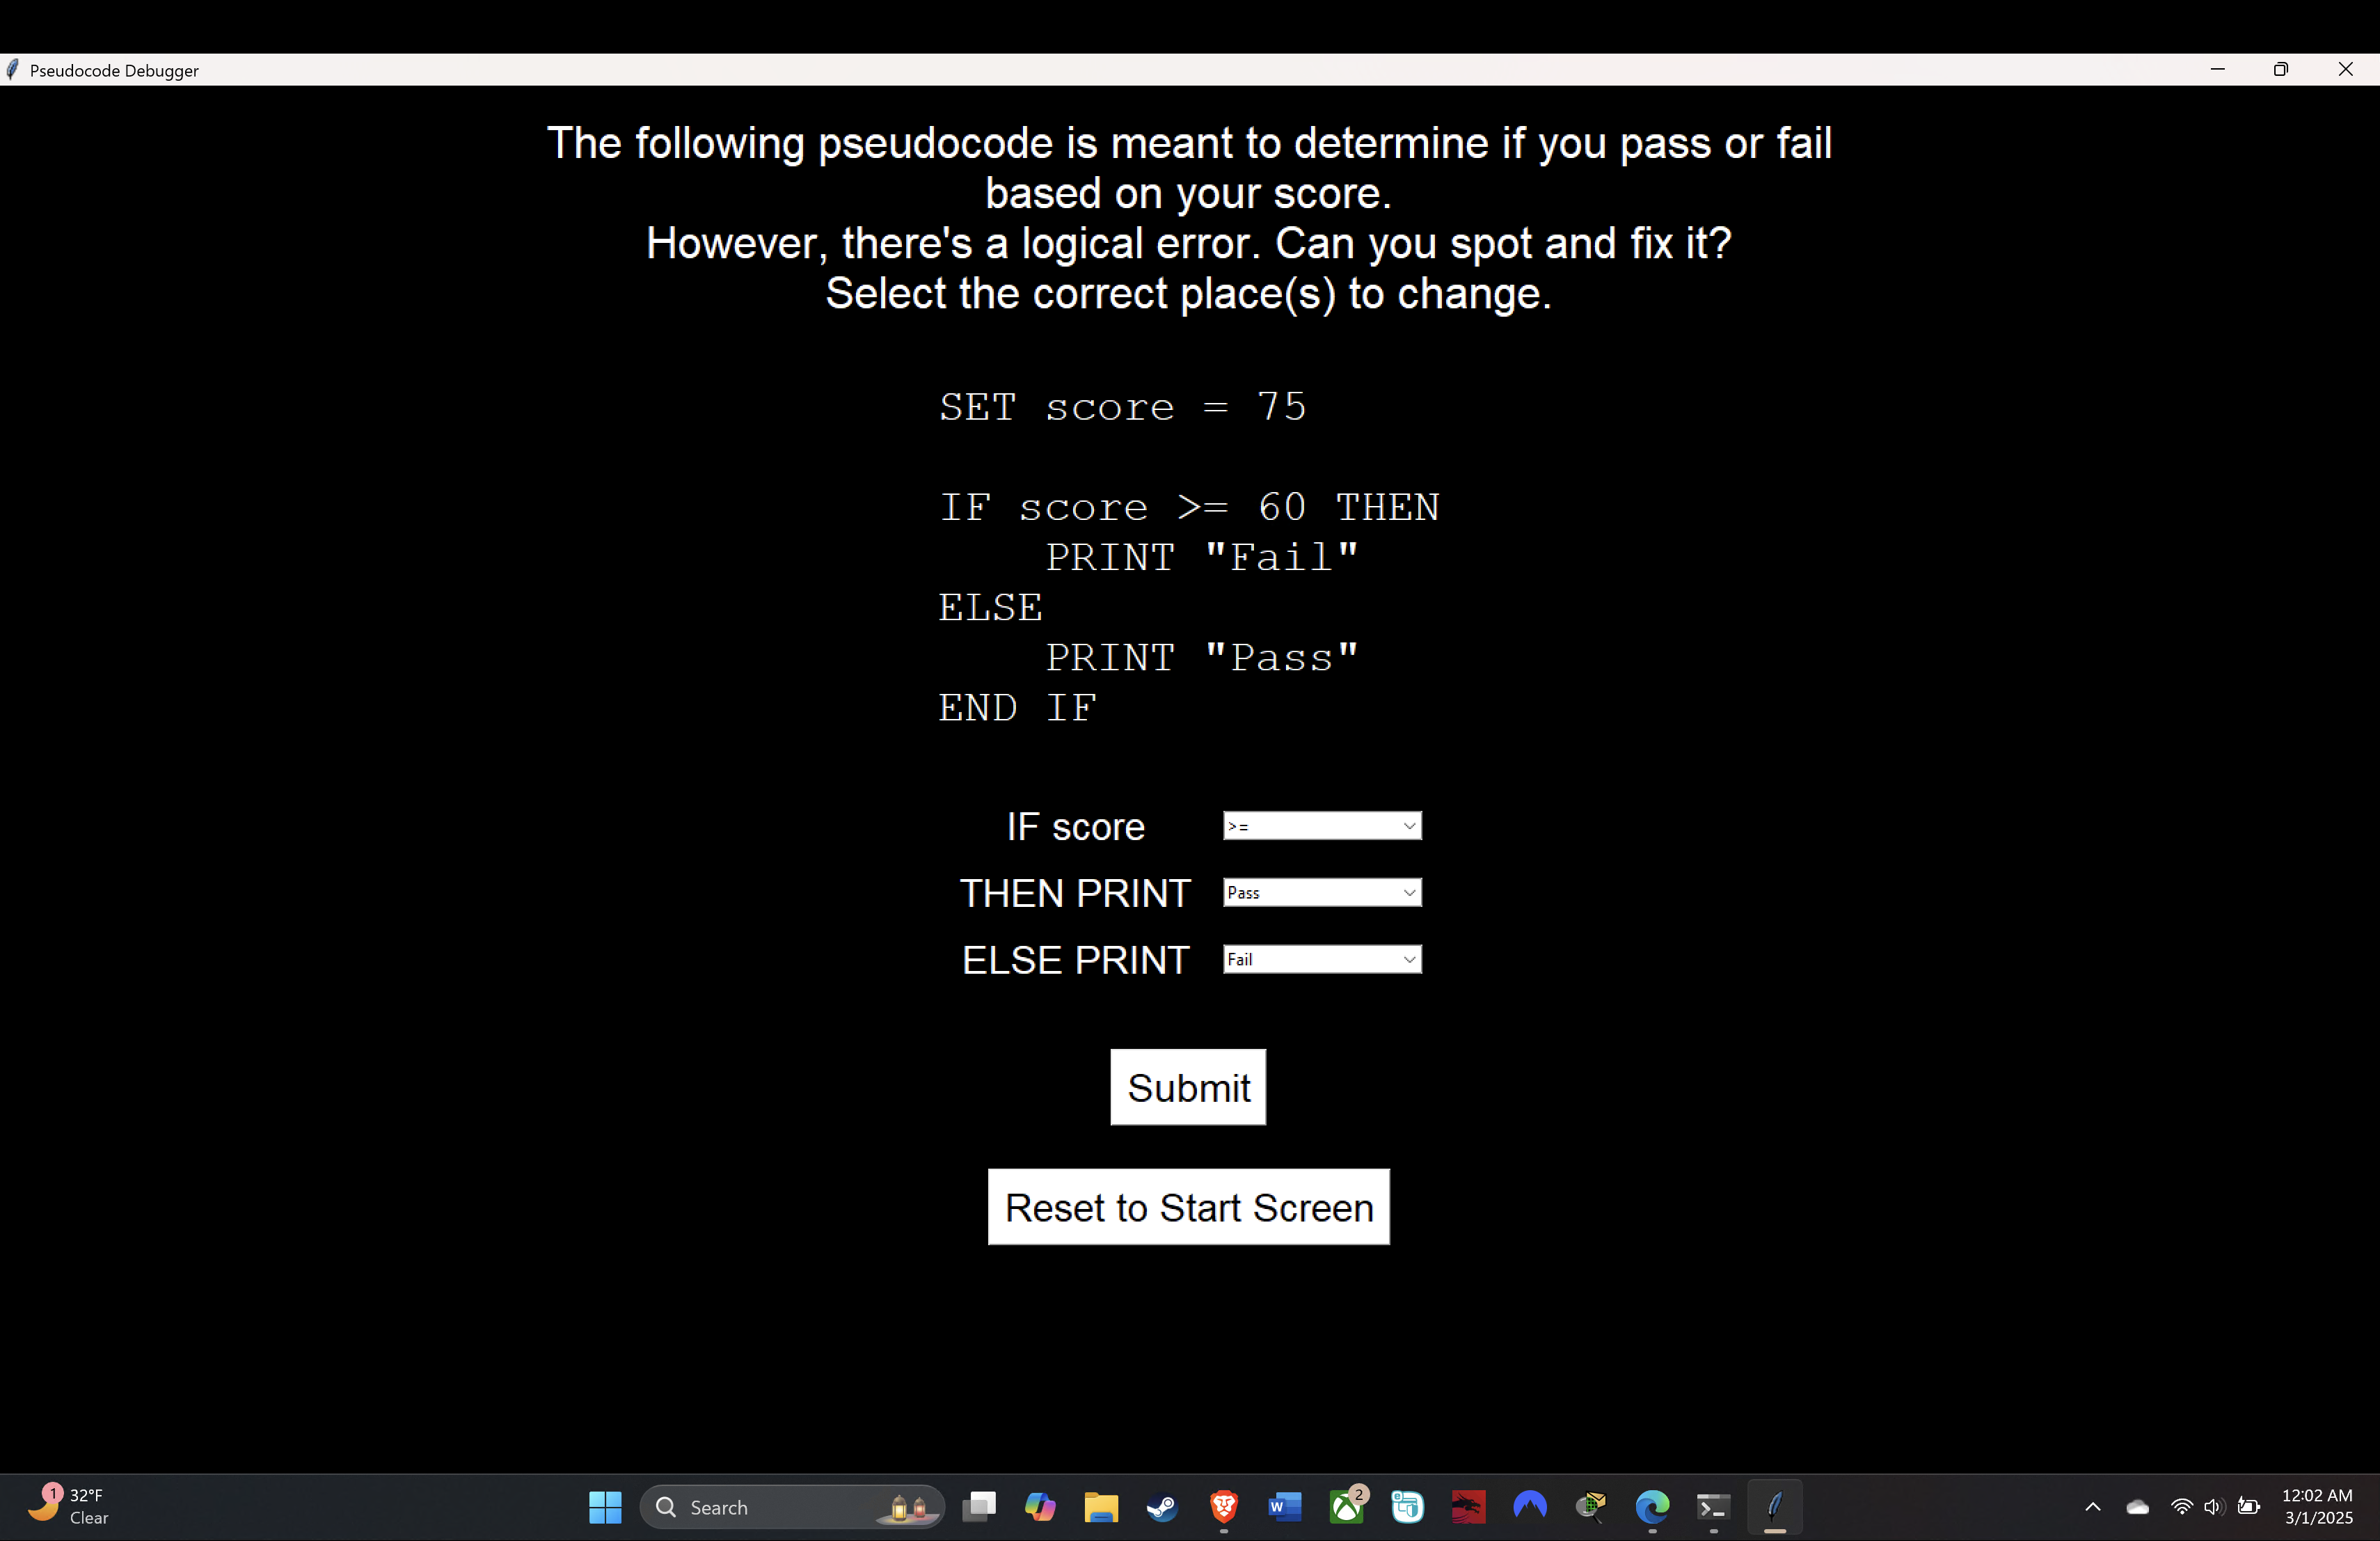 Pseudocode Debugger
The following pseudocode is meant to determine if you pass or fail
based on your score.
However, there's a logical error. Can you spot and fix it?
Select the correct place(s) to change.
SET score = 75
IF score >= 60 THEN
    PRINT "Fail"
ELSE
    PRINT "Pass"
END IF
IF score >=
THEN PRINT Pass
ELSE PRINT Fail
Submit
Reset to Start Screen
1
32°F
Clear
Search
W
2
12:02 AM
3/1/2025